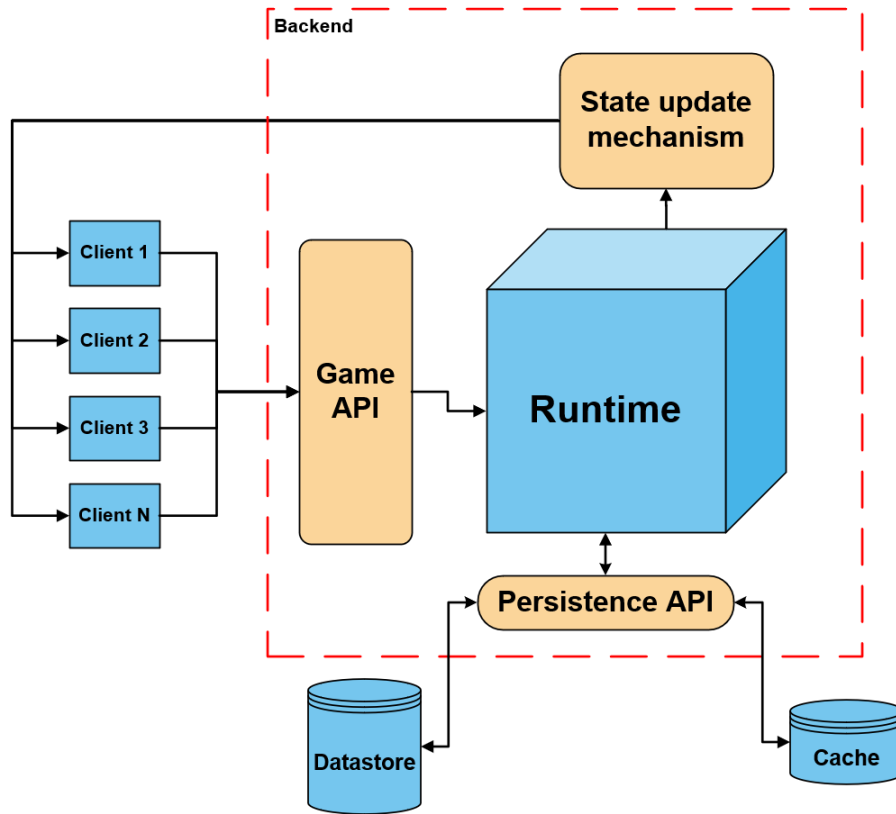 Backend
State update
mechanism
Client 1
Client 2
Client 3
Client N
Game
API
Runtime
Persistence API
Datastore
Cache